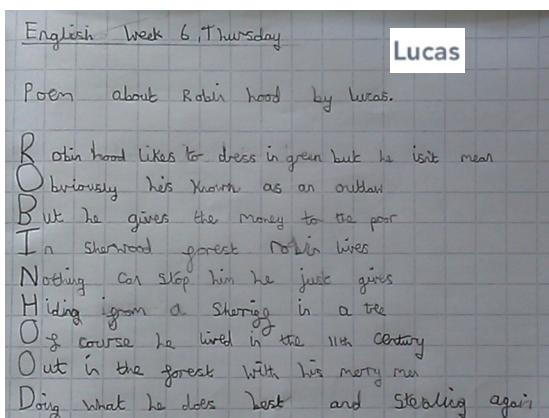 English Week 6, Thursday
Lucas
Poem about Robin hood by Lucas.
Robin hood likes to dress in green but he isn't mean
Obviously he's known as an outlaw
But he gives the money to the poor
In Sherwood forest robin lives
Nothing can stop him he just gives
Hiding from a Sherriff in a tree
Of course he lived in the 11th century
Out in the forest with his merry men
Doing what he does best and stealing again